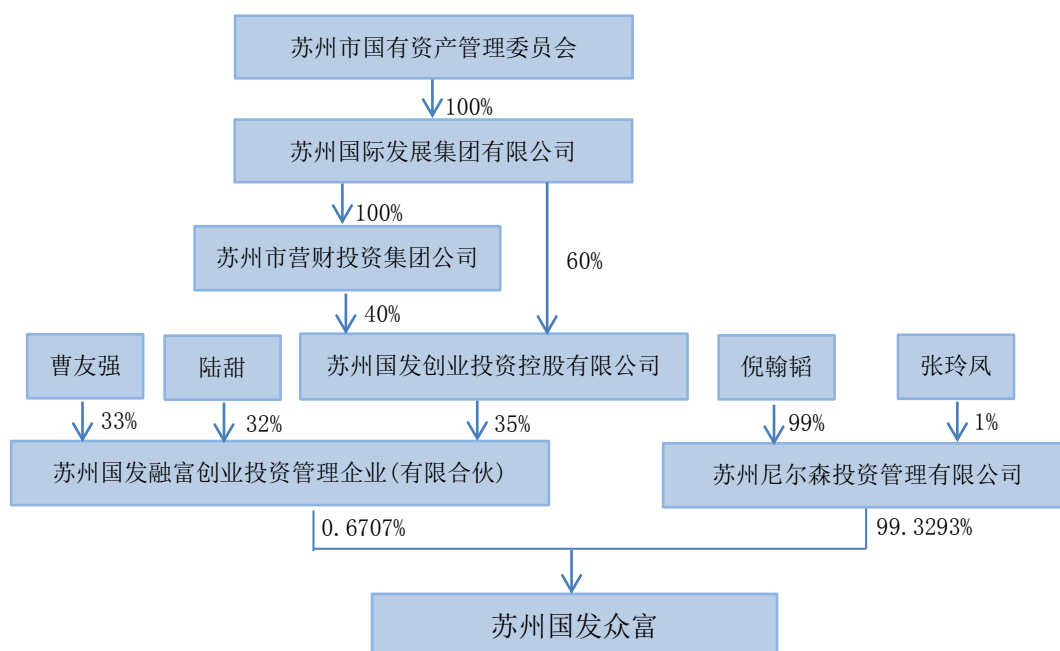 苏州市国有资产管理委员会
100%
苏州国际发展集团有限公司
100%
苏州市营财投资集团公司
60%
40%
曹友强
陆甜
苏州国发创业投资控股有限公司
倪翰韬
张玲凤
33%
32%
35%
99%
1%
苏州国发融富创业投资管理企业(有限合伙)
苏州尼尔森投资管理有限公司
0.6707%
99.3293%
苏州国发众富